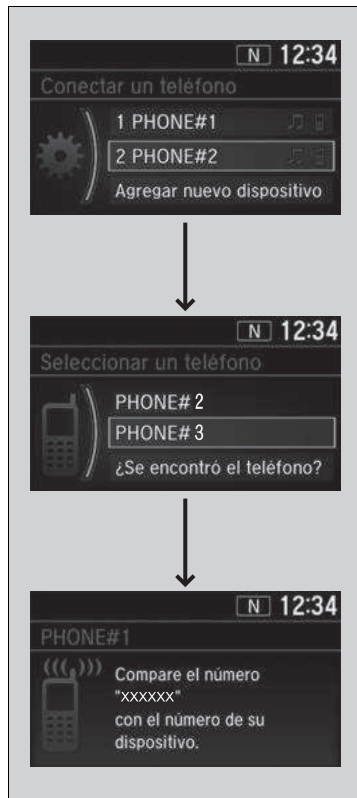 N 12:34
Conectar un teléfono
1 PHONE#1
2 PHONE#2
Agregar nuevo dispositivo
N 12:34
Seleccionar un teléfono
PHONE# 2
PHONE# 3
¿Se encontró el teléfono?
N 12:34
PHONE#1
Compare el número
"xxxxxx"
con el número de su
dispositivo.